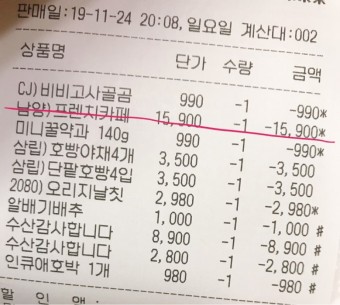 판매일:19-11-24 20:08,일요일 계산대:002
상품명 단가 수량 금액
CJ) 비비고사골곰 990 -1 -990*
남양) 프렌치카페 15,900 -1 -15,900*
미니꿀약과 140g 990 -1 -990*
삼립) 호빵야채4개 3,500 -1 -3,500
삼립) 단팥호빵4입 3,500 -1 -3,500
2080) 오리지날칫 2,980 -1 -2,980*
알배기배추 1,000 -1 -1,000 #
수산감사합니다 8,900 -1 -8,900 #
수산감사합니다 2,800 -1 -2,800 #
인큐애호박 1개 980 -1 -980 #
할 인 액 :